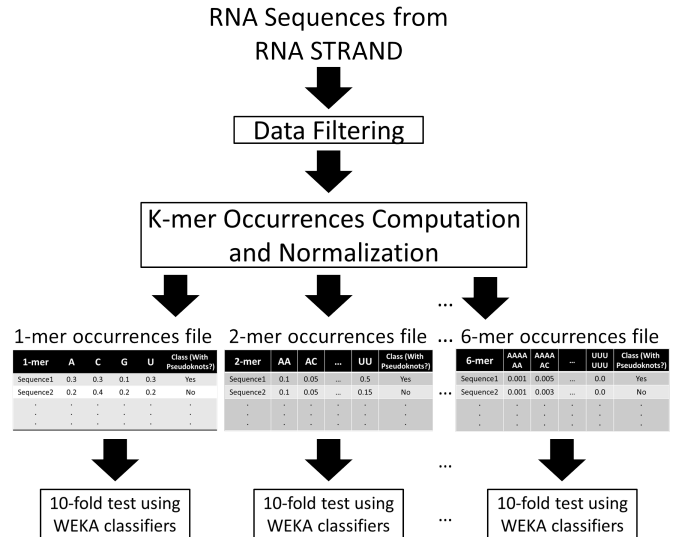 RNA Sequences from
RNA STRAND
Data Filtering
K-mer Occurrences Computation
and Normalization
...
1-mer occurrences file 2-mer occurrences file ... 6-mer occurrences file
1-mer A C G U Class (With Pseudoknots?)
Sequence1 0.3 0.3 0.1 0.3 Yes
Sequence2 0.2 0.4 0.2 0.2 No
. . . . . .
. . . . . .
. . . . . .
2-mer AA AC ... UU Class (With Pseudoknots?)
Sequence1 0.1 0.05 ... 0.5 Yes
Sequence2 0.1 0.05 ... 0.15 No
. . . . . .
. . . . . .
. . . . . .
...
6-mer AAAA AA AAAA AC ... UUU UUU Class (With Pseudoknots?)
Sequence1 0.001 0.005 ... 0.0 Yes
Sequence2 0.001 0.003 ... 0.0 No
. . . . . .
. . . . . .
. . . . . .
...
10-fold test using
WEKA classifiers
10-fold test using
WEKA classifiers
...
10-fold test using
WEKA classifiers